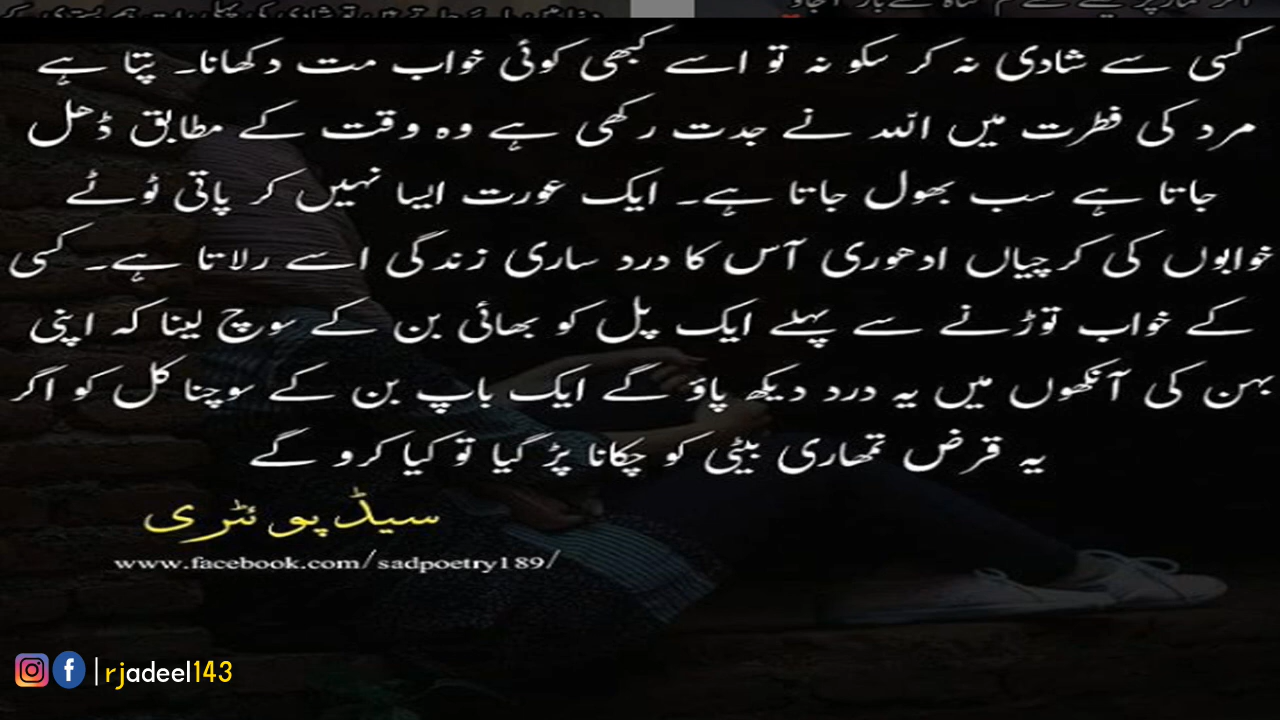 کسی سے شادی نہ کر سکو نہ تو اسے کبھی کوئی خواب مت دکھانا۔ پتا ہے
مرد کی فطرت میں اللہ نے جدت رکھی ہے وہ وقت کے مطابق ڈھل
جاتا ہے سب بھول جاتا ہے۔ ایک عورت ایسا نہیں کر پاتی ٹوٹے
خوابوں کی کرچیاں ادھوری آس کا درد ساری زندگی اسے رلاتا ہے۔ کسی
کے خواب توڑنے سے پہلے ایک پل کو بھائی بن کے سوچ لینا کہ اپنی
بہن کی آنکھوں میں یہ درد دیکھ پاؤ گے ایک باپ بن کے سوچنا کل کو اگر
یہ قرض تمھاری بیٹی کو چکانا پڑ گیا تو کیا کرو گے
سیڈ پوئٹری
www.facebook.com/sadpoetry189/
rjadeel143